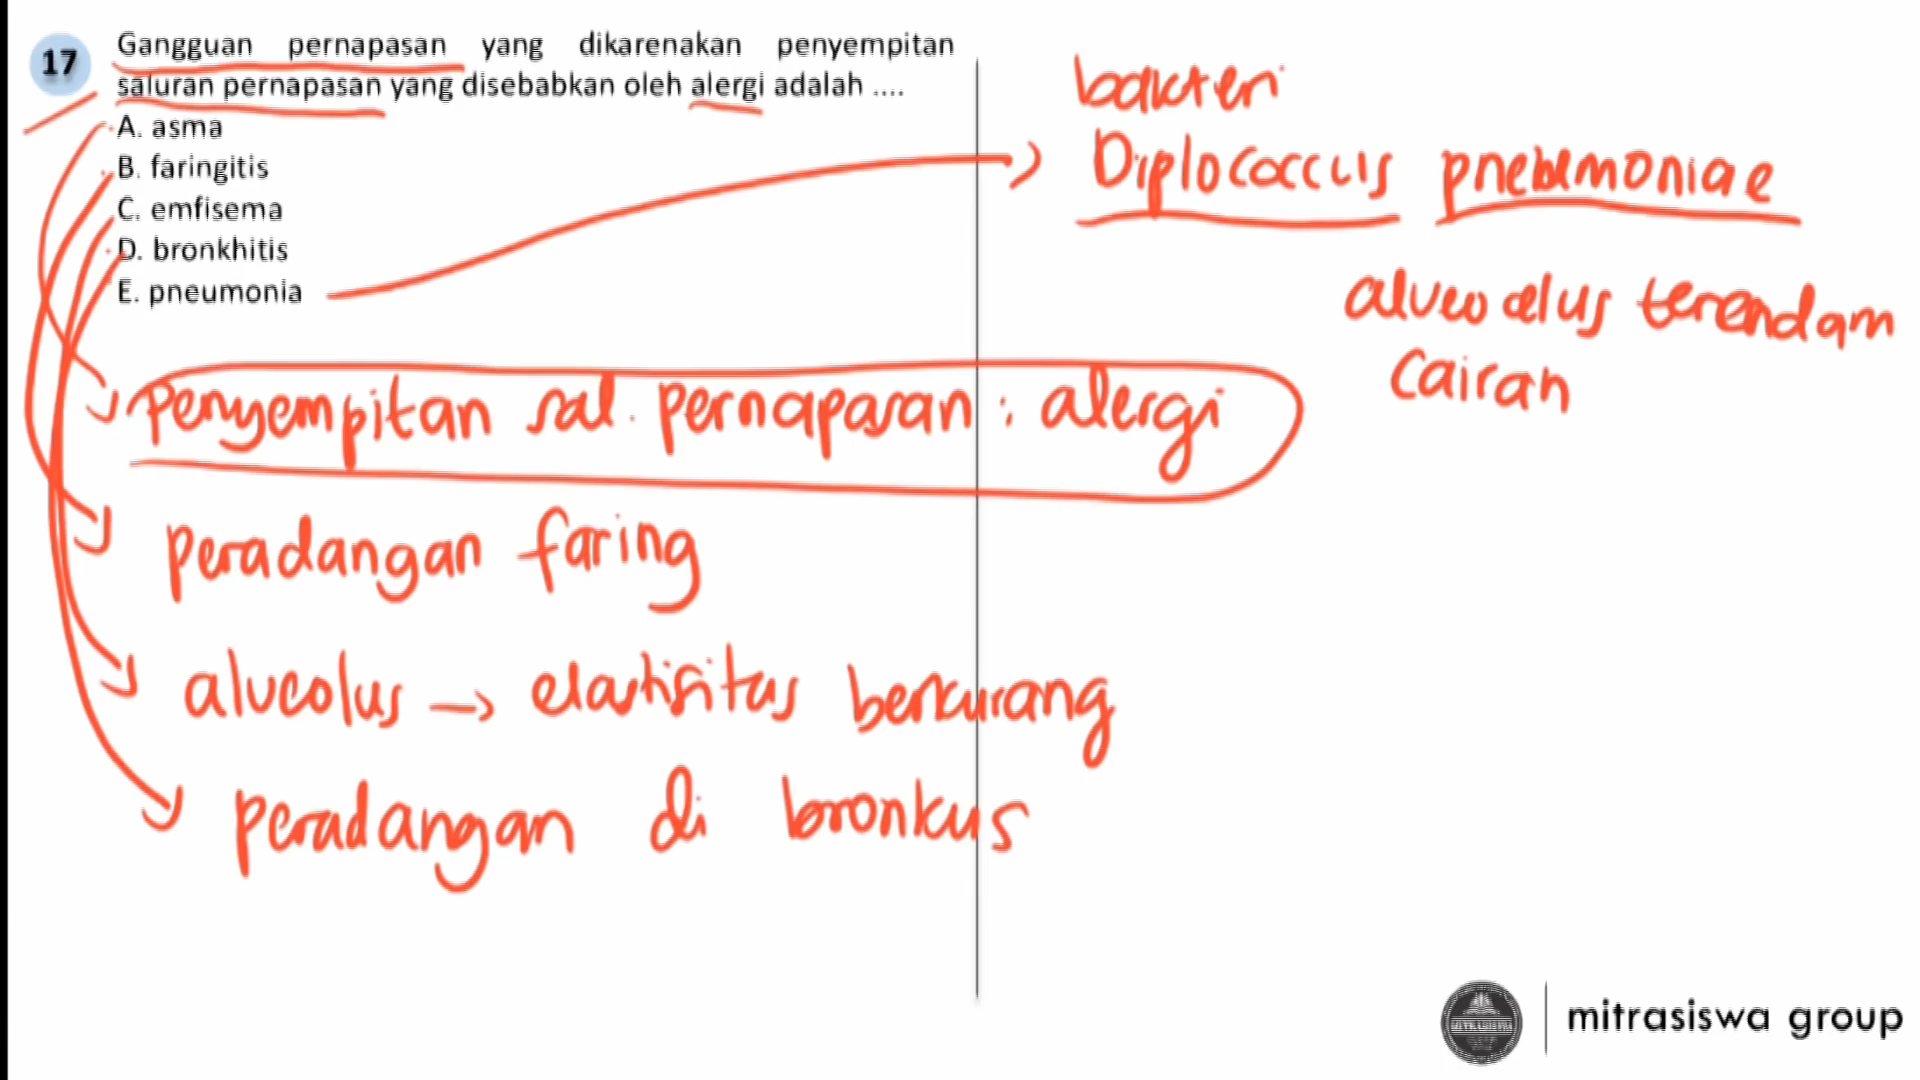 17
Gangguan pernapasan yang dikarenakan penyempitan
saluran pernapasan yang disebabkan oleh alergi adalah ....
A. asma
B. faringitis
C. emfisema
D. bronkhitis
E. pneumonia
bakteri
Diplococcus pneumoniae
alveolus terendam
cairan
penyempitan sal. pernapasan : alergi
peradangan faring
alveolus → elastisitas berkurang
peradangan di bronkus
MITRASISWA
mitrasiswa group